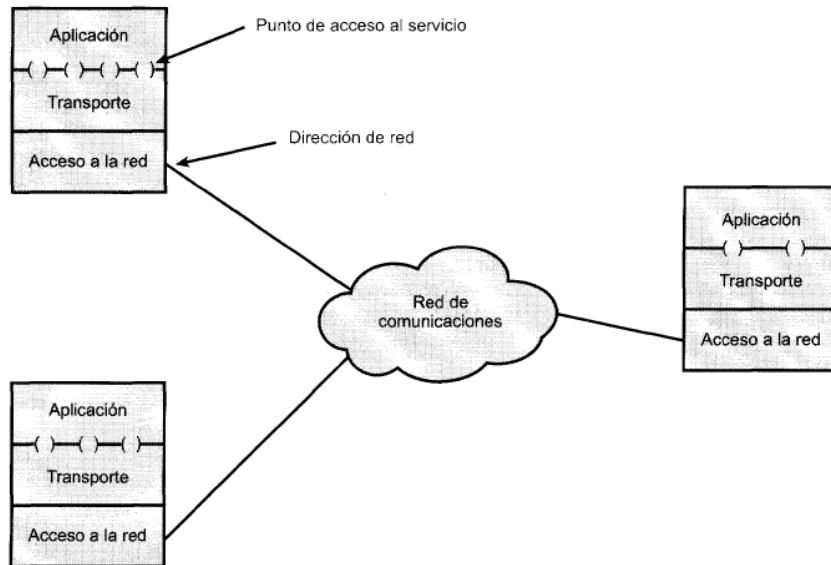 Aplicación
Punto de acceso al servicio
Transporte
Dirección de red
Acceso a la red
Aplicación
Transporte
Acceso a la red
Red de
comunicaciones
Aplicación
Transporte
Acceso a la red